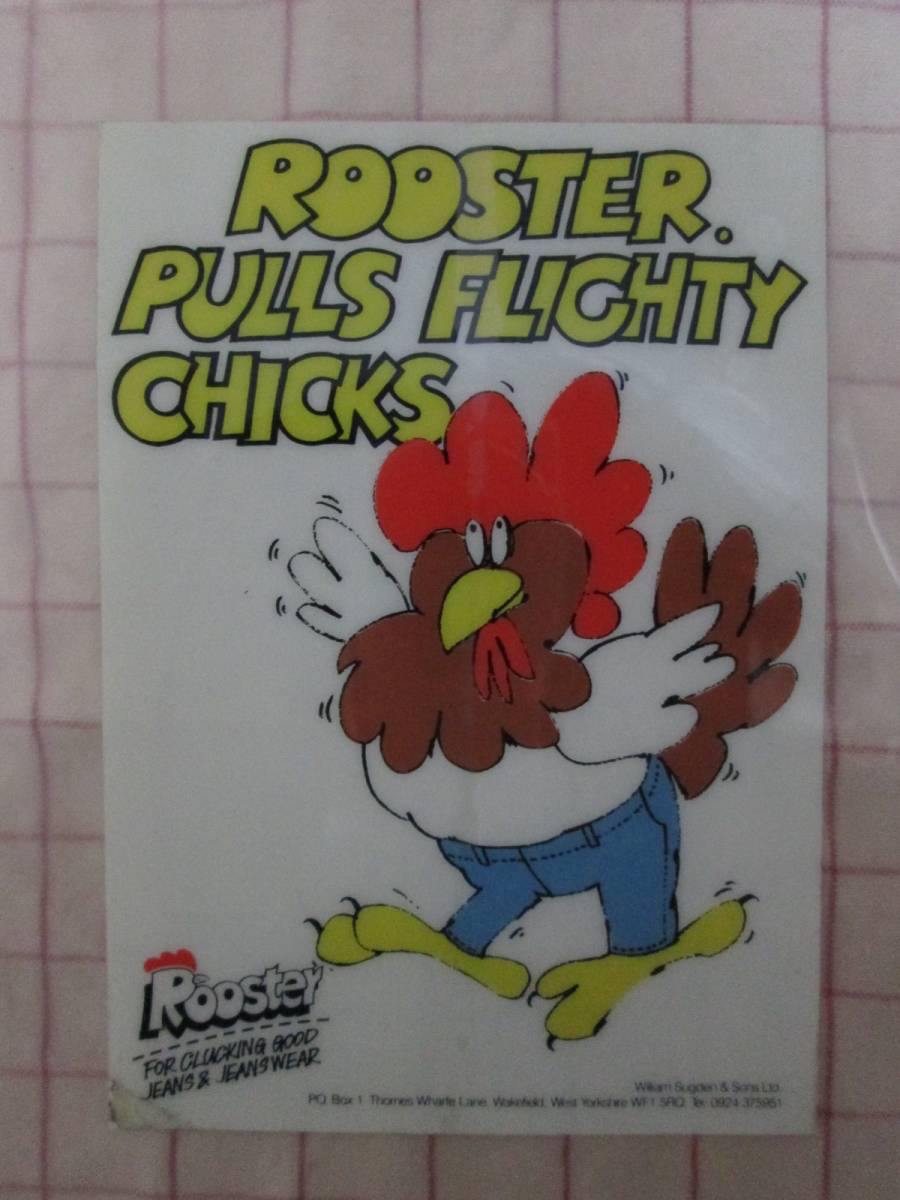 ROOSTER.
PULLS FLIGHTY
CHICKS
Rooster
FOR CLUCKING GOOD
JEANS & JEANSWEAR
William Sugden & Sons Ltd.
P.O. Box 1 Thornes Wharfe Lane, Wakefield, West Yorkshire WF1 5RQ Tel: 0924 375951